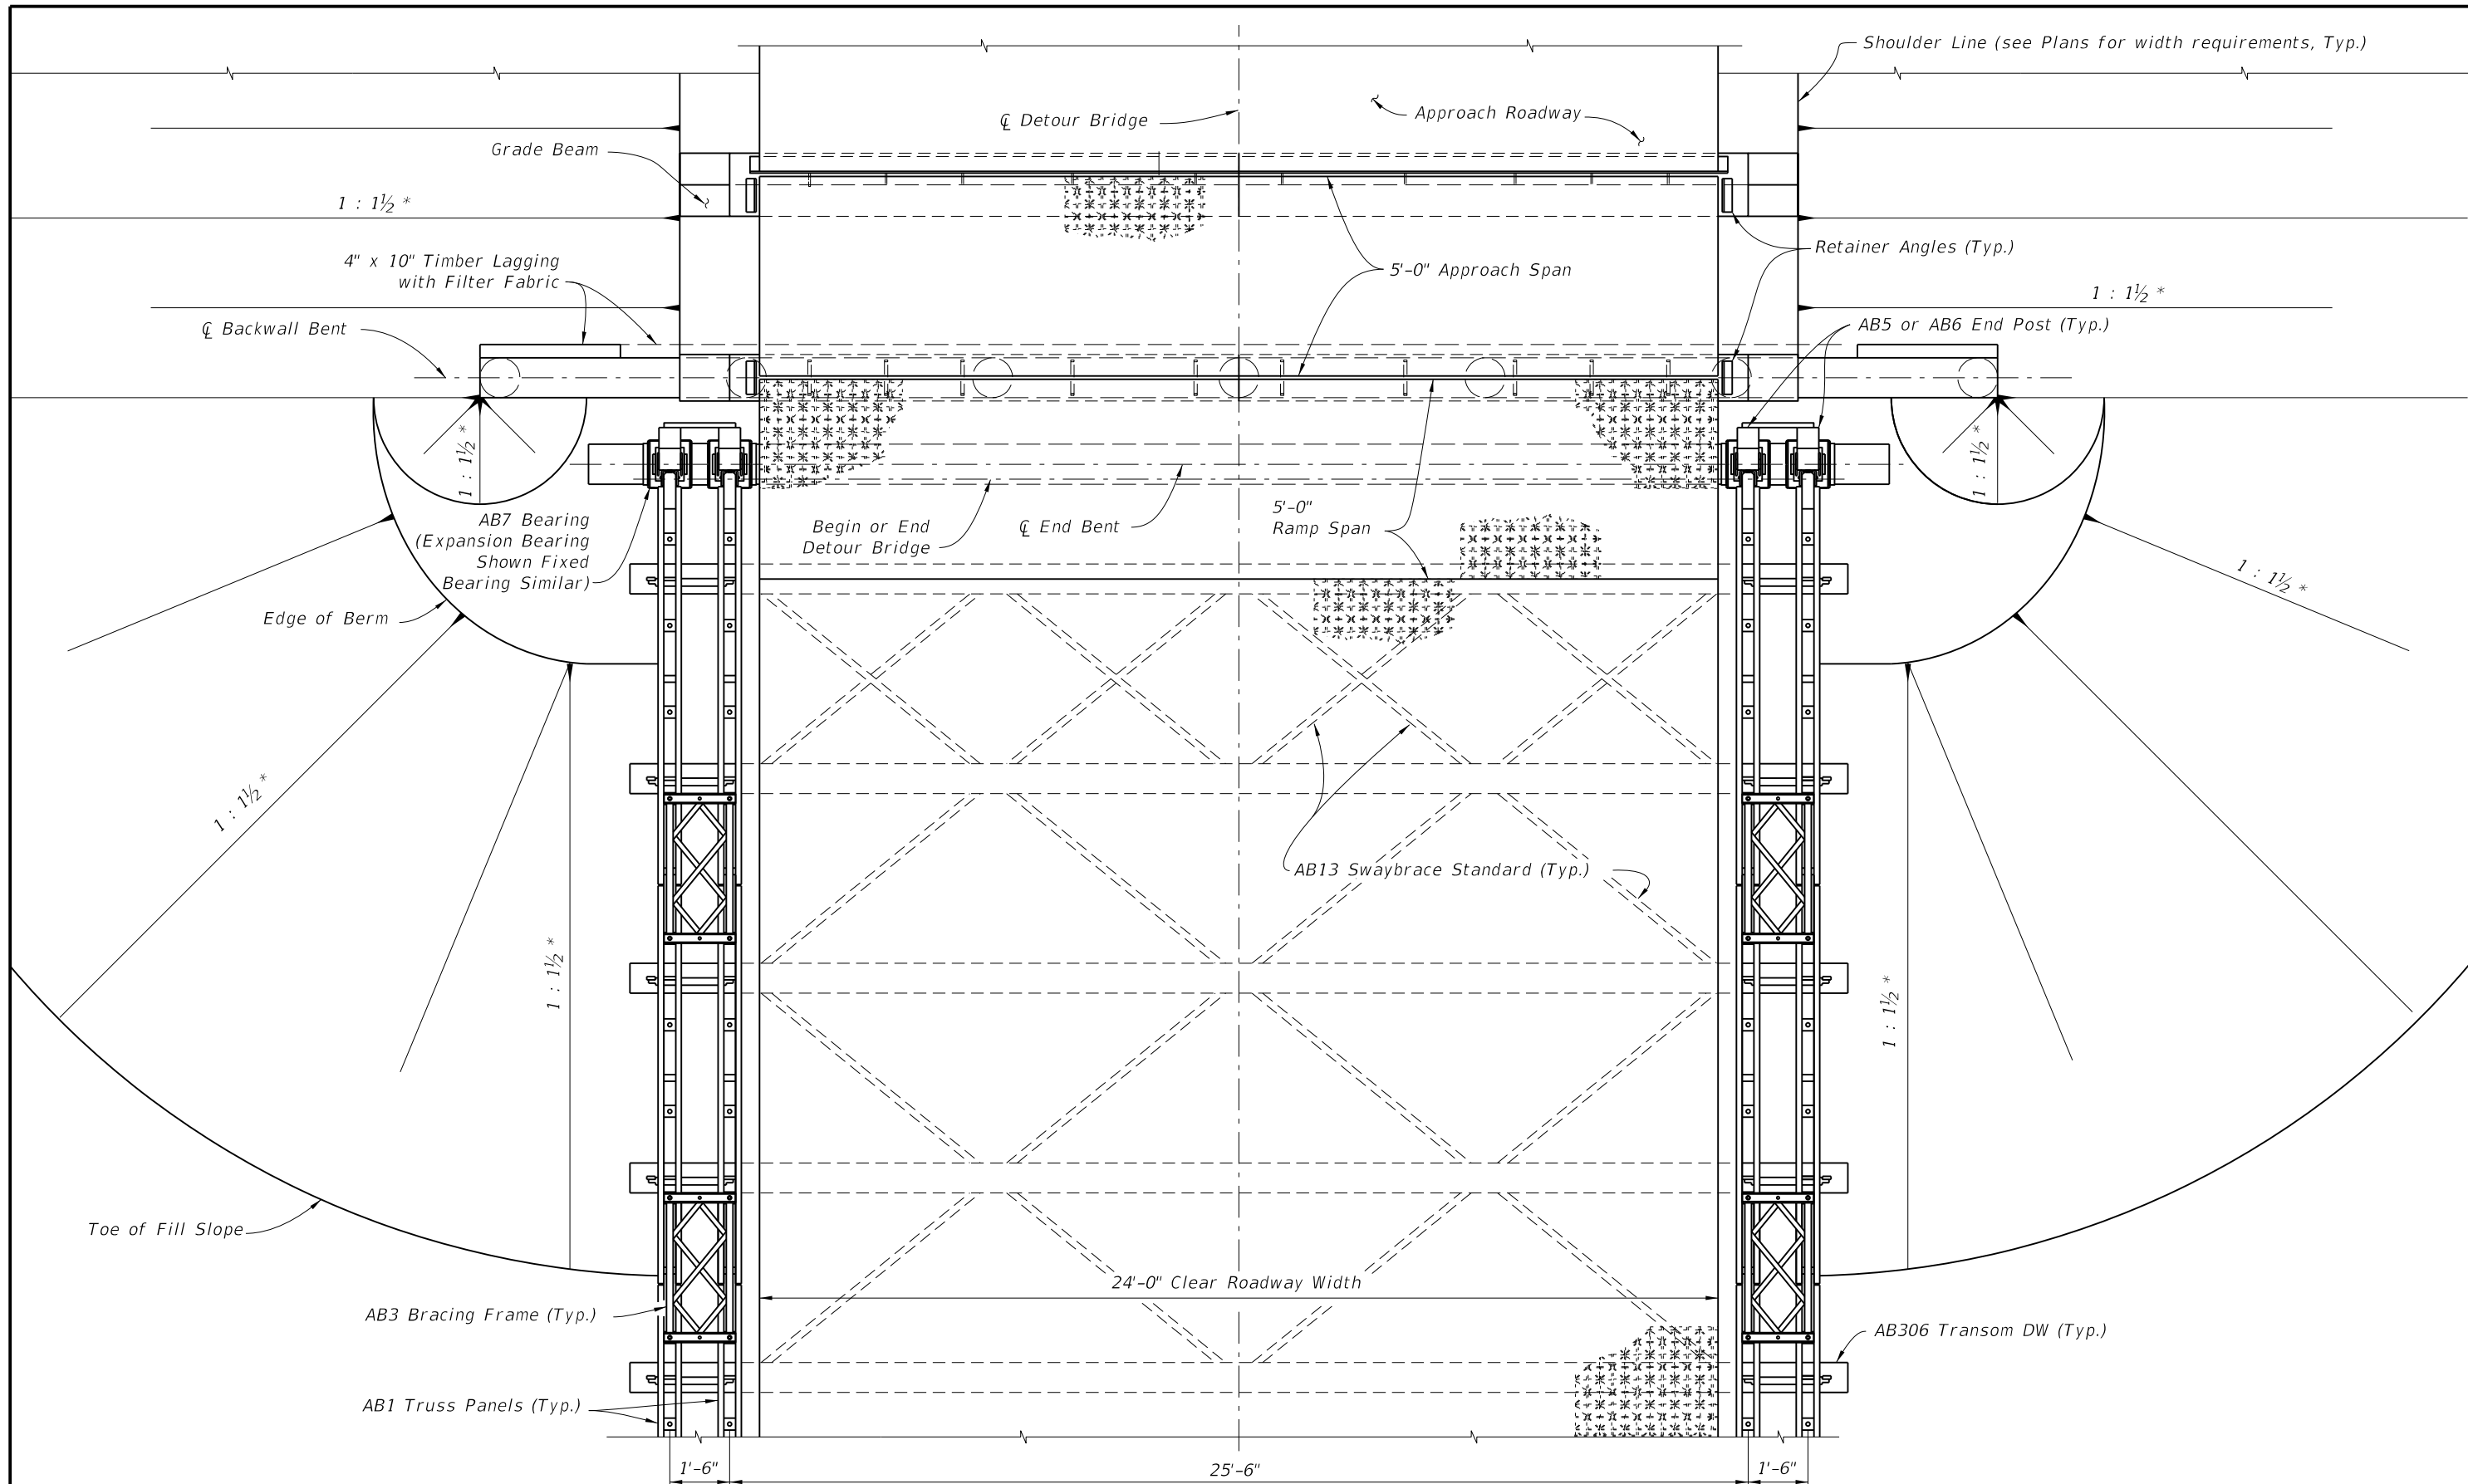 Shoulder Line (see Plans for width requirements, Typ.)
℄ Detour Bridge
Approach Roadway
Grade Beam
1 : 1½ *
Retainer Angles (Typ.)
4" x 10" Timber Lagging
with Filter Fabric
5'-0" Approach Span
1 : 1½ *
℄ Backwall Bent
AB5 or AB6 End Post (Typ.)
1 : 1½ *
1 : 1½ *
AB7 Bearing
(Expansion Bearing
Shown Fixed
Bearing Similar)
Begin or End
Detour Bridge
℄ End Bent
5'-0"
Ramp Span
1 : 1½ *
Edge of Berm
1 : 1½ *
AB13 Swaybrace Standard (Typ.)
1 : 1½ *
1 : 1½ *
Toe of Fill Slope
24'-0" Clear Roadway Width
AB3 Bracing Frame (Typ.)
AB306 Transom DW (Typ.)
AB1 Truss Panels (Typ.)
1'-6"
25'-6"
1'-6"